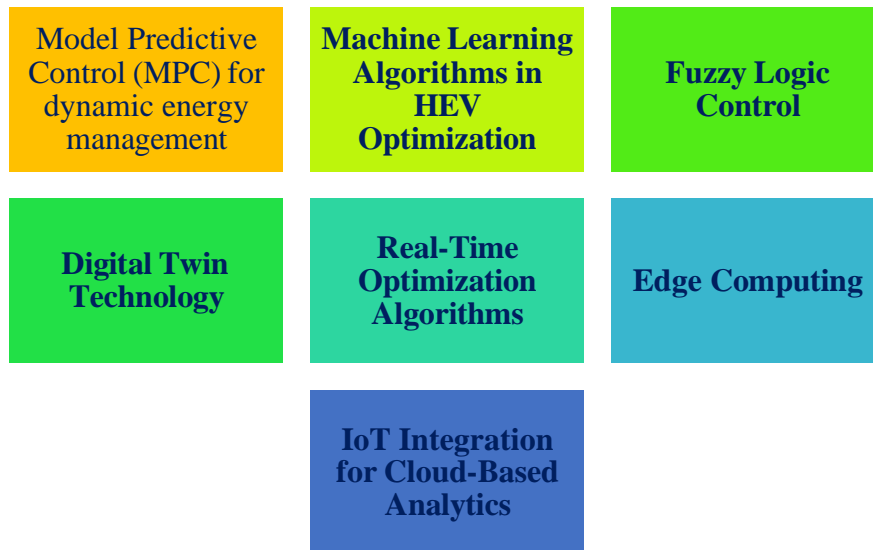 Model Predictive
Control (MPC) for
dynamic energy
management
Machine Learning
Algorithms in
HEV
Optimization
Fuzzy Logic
Control
Digital Twin
Technology
Real-Time
Optimization
Algorithms
Edge Computing
IoT Integration
for Cloud-Based
Analytics